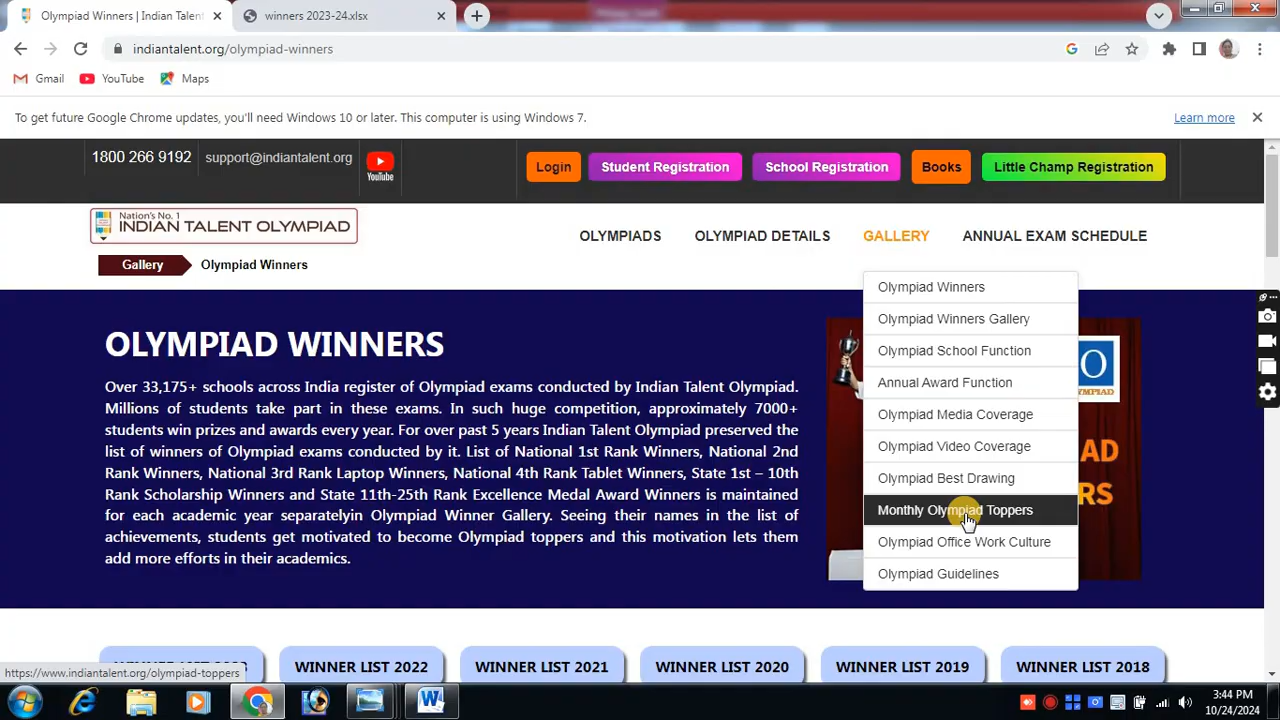 Olympiad Winners | Indian Talent
winners 2023-24.xlsx
indiantalent.org/olympiad-winners
Gmail YouTube Maps
To get future Google Chrome updates, you'll need Windows 10 or later. This computer is using Windows 7. Learn more
1800 266 9192 support@indiantalent.org YouTube Login Student Registration School Registration Books Little Champ Registration
Nation's No. 1
INDIAN TALENT OLYMPIAD
OLYMPIADS OLYMPIAD DETAILS GALLERY ANNUAL EXAM SCHEDULE
Gallery Olympiad Winners
Olympiad Winners
Olympiad Winners Gallery
Olympiad School Function
Annual Award Function
Olympiad Media Coverage
Olympiad Video Coverage
Olympiad Best Drawing
Monthly Olympiad Toppers
Olympiad Office Work Culture
Olympiad Guidelines
OLYMPIAD WINNERS
Over 33,175+ schools across India register of Olympiad exams conducted by Indian Talent Olympiad.
Millions of students take part in these exams. In such huge competition, approximately 7000+
students win prizes and awards every year. For over past 5 years Indian Talent Olympiad preserved the
list of winners of Olympiad exams conducted by it. List of National 1st Rank Winners, National 2nd
Rank Winners, National 3rd Rank Laptop Winners, National 4th Rank Tablet Winners, State 1st – 10th
Rank Scholarship Winners and State 11th-25th Rank Excellence Medal Award Winners is maintained
for each academic year separatelyin Olympiad Winner Gallery. Seeing their names in the list of
achievements, students get motivated to become Olympiad toppers and this motivation lets them
add more efforts in their academics.
WINNER LIST 2022 WINNER LIST 2021 WINNER LIST 2020 WINNER LIST 2019 WINNER LIST 2018
https://www.indiantalent.org/olympiad-toppers
3:44 PM
10/24/2024